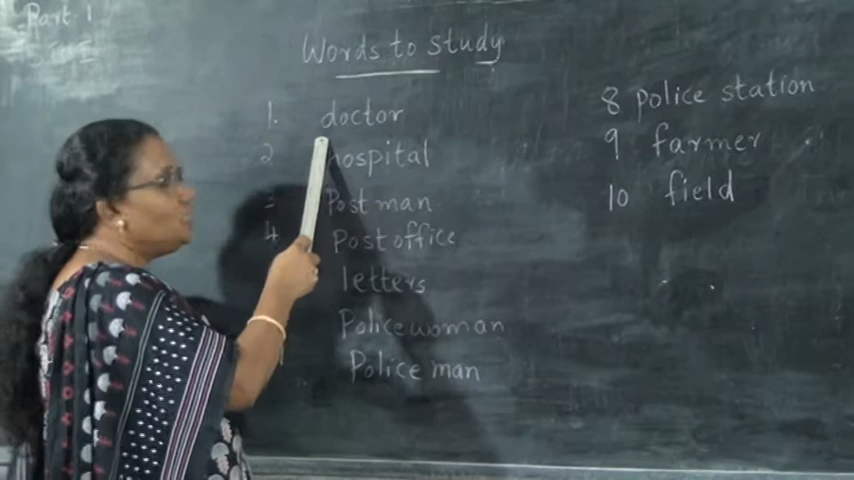 Part 1
Words to study
1. doctor
2 hospital
Postman
4 Post office
letters
Policewoman
Police man
8 police station
9 farmer
10 field